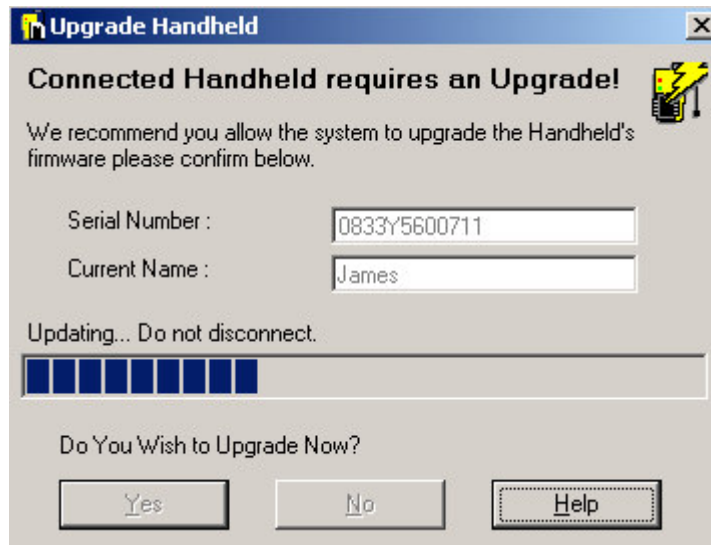 Upgrade Handheld
Connected Handheld requires an Upgrade!
We recommend you allow the system to upgrade the Handheld's
firmware please confirm below.
Serial Number : 0833Y5600711
Current Name : James
Updating... Do not disconnect.
Do You Wish to Upgrade Now?
Yes No Help